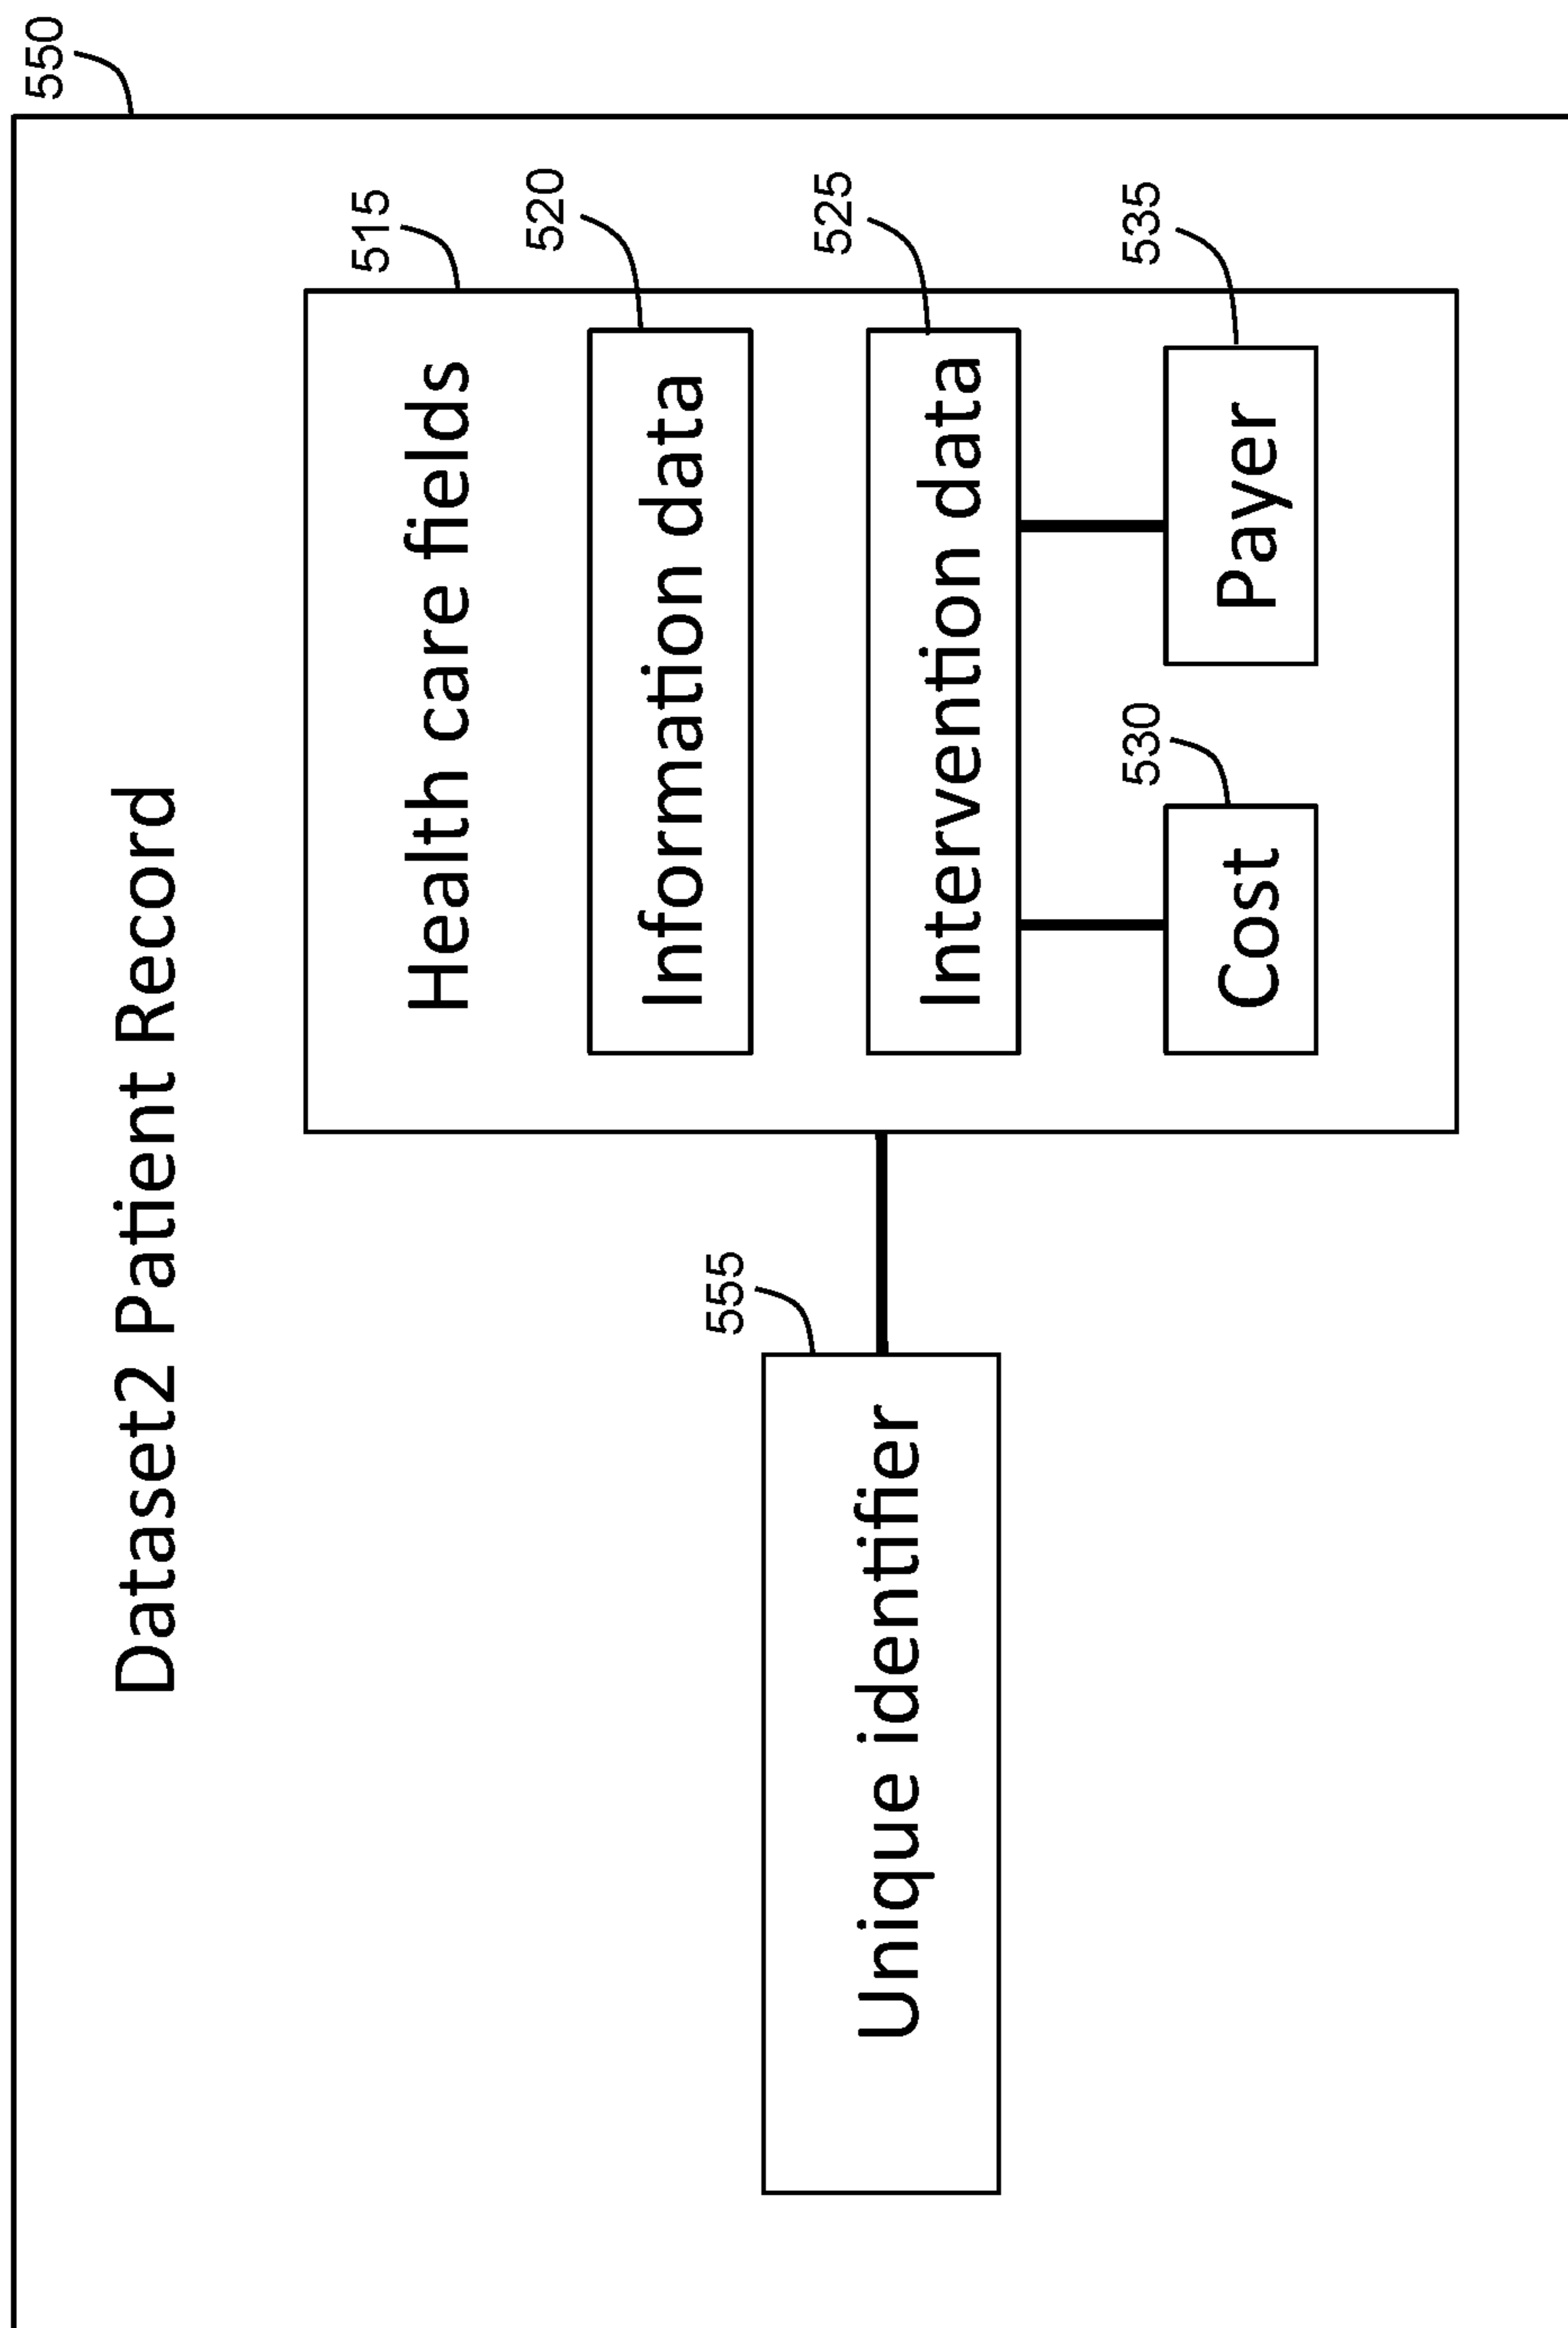 550
Dataset2 Patient Record
515
Health care fields
520
Information data
555
Unique identifier
525
Intervention data
530
535
Cost
Payer